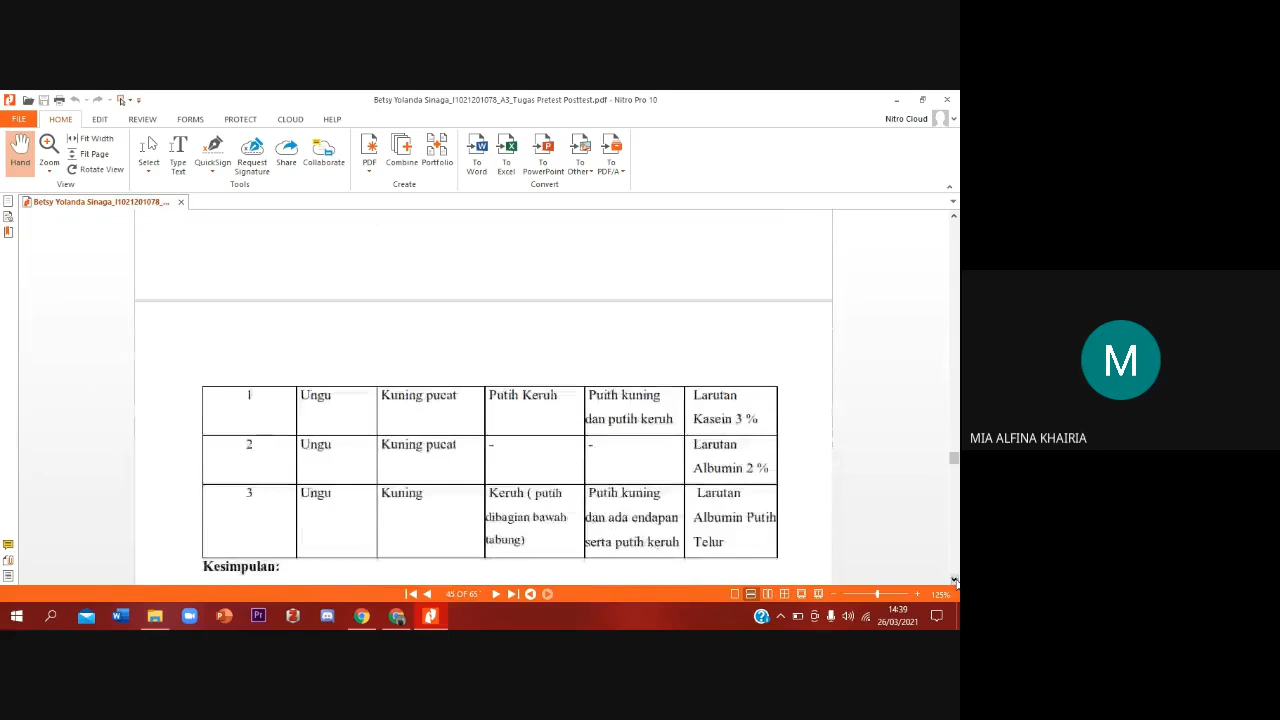 Betsy Yolanda Sinaga_I1021201078_A3_Tugas Pretest Posttest.pdf - Nitro Pro 10
FILE HOME EDIT REVIEW FORMS PROTECT CLOUD HELP Nitro Cloud
Hand Zoom Fit Width Fit Page Rotate View Select Type Text QuickSign Request Signature Share Collaborate PDF Combine Portfolio To Word To Excel To PowerPoint To Other To PDF/A
View Tools Create Convert
Betsy Yolanda Sinaga_I1021201078_...
1 Ungu Kuning pucat Putih Keruh Puith kuning Larutan
dan putih keruh Kasein 3 %
2 Ungu Kuning pucat - - Larutan
Albumin 2 %
3 Ungu Kuning Keruh ( putih Putih kuning Larutan
dibagian bawah dan ada endapan Albumin Putih
tabung) serta putih keruh Telur
Kesimpulan:
45 OF 65 125%
W P Pr 14:39
26/03/2021
M
MIA ALFINA KHAIRIA